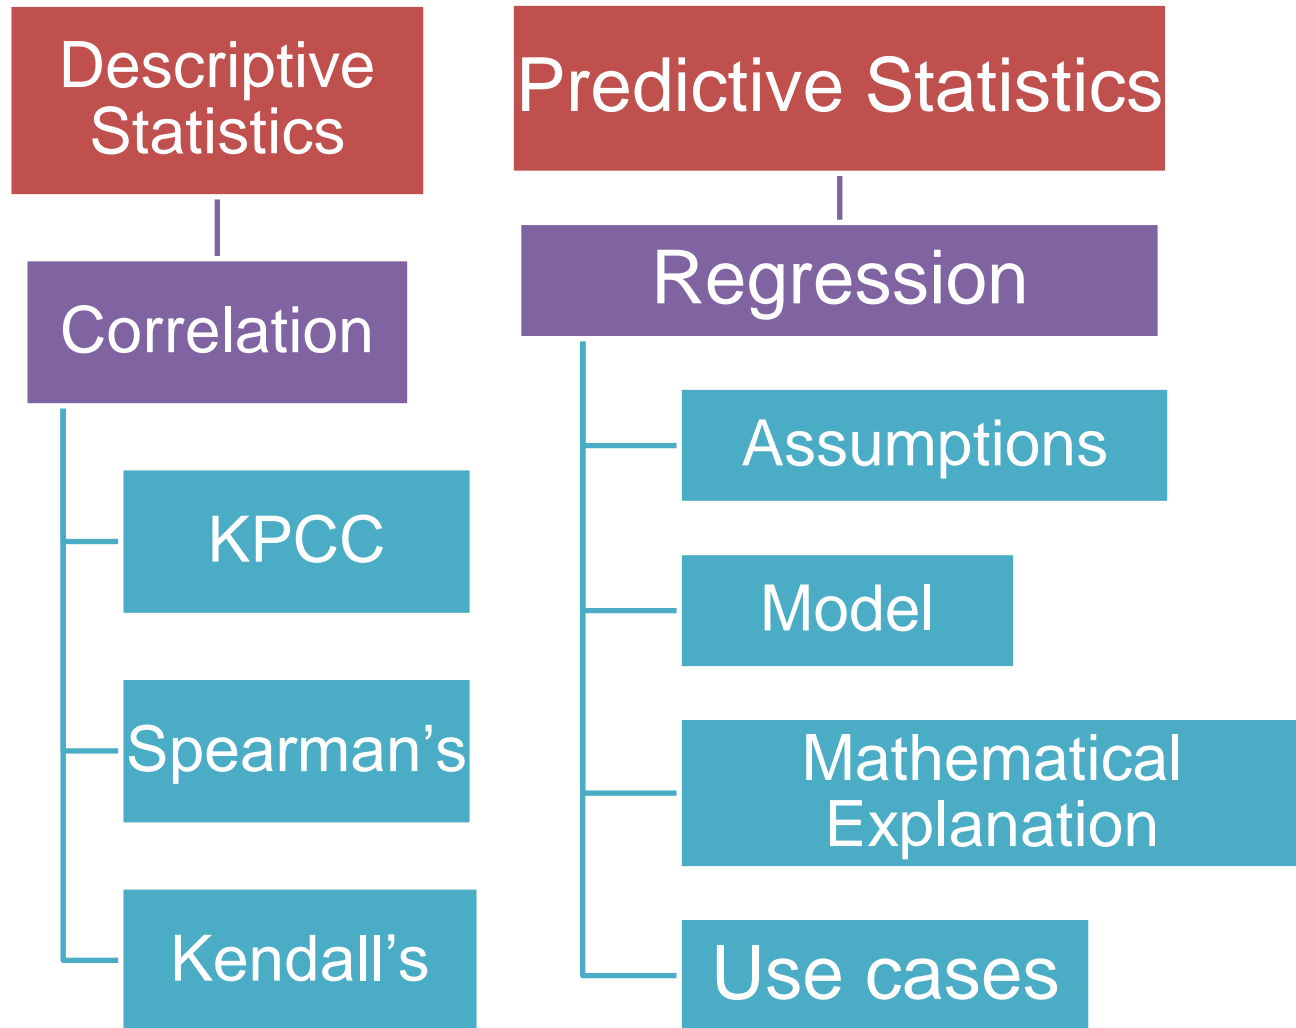 Descriptive
Statistics
Correlation
KPCC
Spearman’s
Kendall’s
Predictive Statistics
Regression
Assumptions
Model
Mathematical
Explanation
Use cases